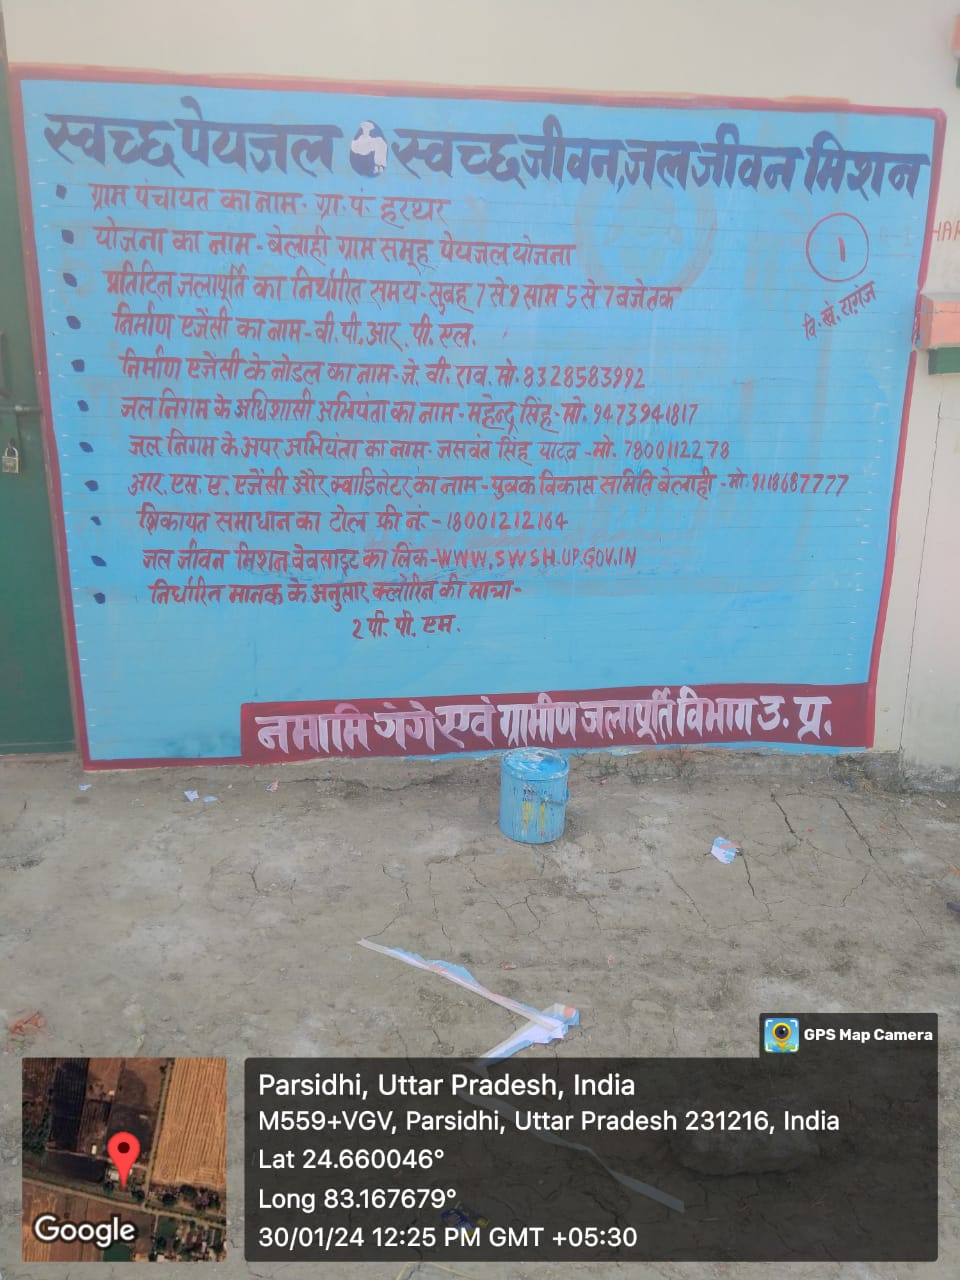 स्वच्छ पेयजल स्वच्छ जीवन, जल जीवन मिशन
ग्राम पंचायत का नाम- ग्रा. पं. हरथर
योजना का नाम- बेलाही ग्राम समूह पेयजल योजना
प्रतिदिन जलापूर्ति का निर्धारित समय- सुबह 7 से 9 साम 5 से 7 बजे तक
निर्माण एजेंसी का नाम- वी. पी. आर. पी. एल.
निर्माण एजेंसी के नोडल का नाम- जे. वी. राव. मो. 8328583992
जल निगम के अधिशासी अभियंता का नाम- महेन्द्र सिंह- मो. 9473941817
जल निगम के अपर अभियंता का नाम- जसवंत सिंह यादव - मो. 7800112278
आर. एस. ए. एजेंसी और क्वाडिनेटर का नाम- युवक विकास समिति बेलाही - मो. 9118687777
शिकायत समाधान का टोल फ्री नं.- 18001212164
जल जीवन मिशन वेवसाइट का लिंक- WWW.SWSH.UP.GOV.IN
निर्धारित मानक के अनुसार क्लोरिन की मात्रा-
2 पी. पी. एम.
1
वि. खे. रागंज
नमामि गंगे एवं ग्रामीण जलापूर्ति विभाग उ. प्र.
HAR
GPS Map Camera
Parsidhi, Uttar Pradesh, India
M559+VGV, Parsidhi, Uttar Pradesh 231216, India
Lat 24.660046°
Long 83.167679°
30/01/24 12:25 PM GMT +05:30
Google